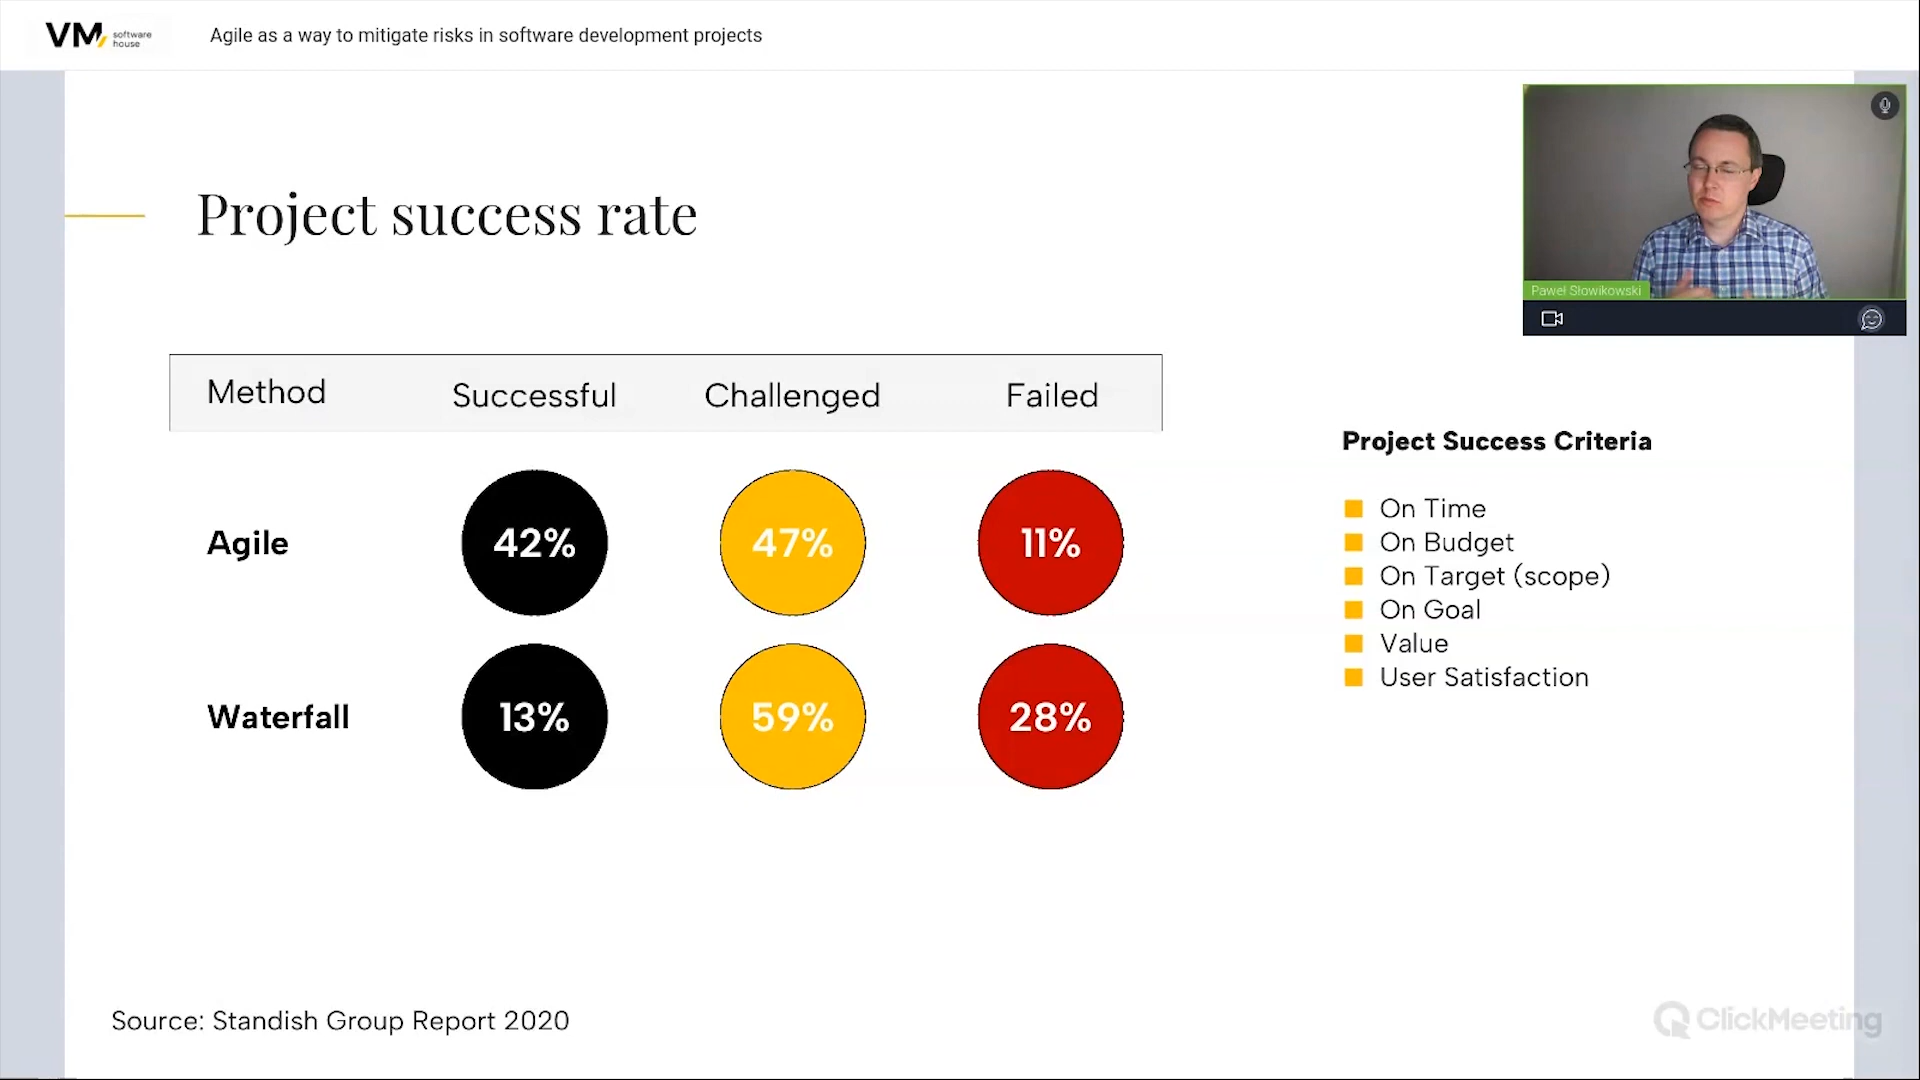 VM software house
Agile as a way to mitigate risks in software development projects
Project success rate
Paweł Słowikowski
Method Successful Challenged Failed
Agile 42% 47% 11%
Waterfall 13% 59% 28%
Project Success Criteria
On Time
On Budget
On Target (scope)
On Goal
Value
User Satisfaction
Source: Standish Group Report 2020
ClickMeeting